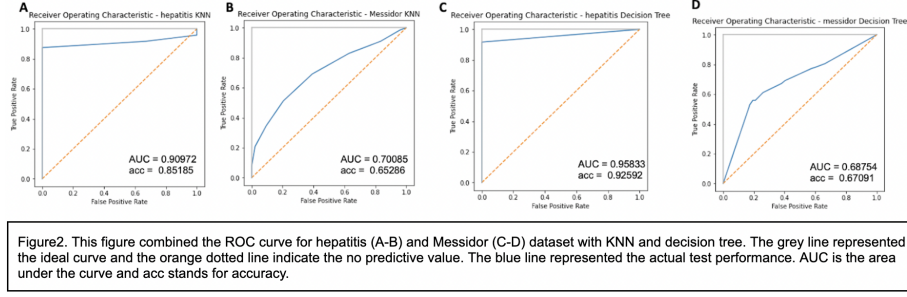 A
B
C
D
Receiver Operating Characteristic - hepatitis KNN
Receiver Operating Characteristic - Messidor KNN
Receiver Operating Characteristic - hepatitis Decision Tree
Receiver Operating Characteristic - messidor Decision Tree
True Positive Rate
1.0
0.8
0.6
0.4
0.2
0.0
AUC = 0.90972
acc = 0.85185
0.0 0.2 0.4 0.6 0.8 1.0
False Positive Rate
True Positive Rate
1.0
0.8
0.6
0.4
0.2
0.0
AUC = 0.70085
acc = 0.65286
0.0 0.2 0.4 0.6 0.8 1.0
False Positive Rate
True Positive Rate
1.0
0.8
0.6
0.4
0.2
0.0
AUC = 0.95833
acc = 0.92592
0.0 0.2 0.4 0.6 0.8 1.0
False Positive Rate
True Positive Rate
1.0
0.8
0.6
0.4
0.2
0.0
AUC = 0.68754
acc = 0.67091
0.0 0.2 0.4 0.6 0.8 1.0
False Positive Rate
Figure2. This figure combined the ROC curve for hepatitis (A-B) and Messidor (C-D) dataset with KNN and decision tree. The grey line represented
the ideal curve and the orange dotted line indicate the no predictive value. The blue line represented the actual test performance. AUC is the area
under the curve and acc stands for accuracy.